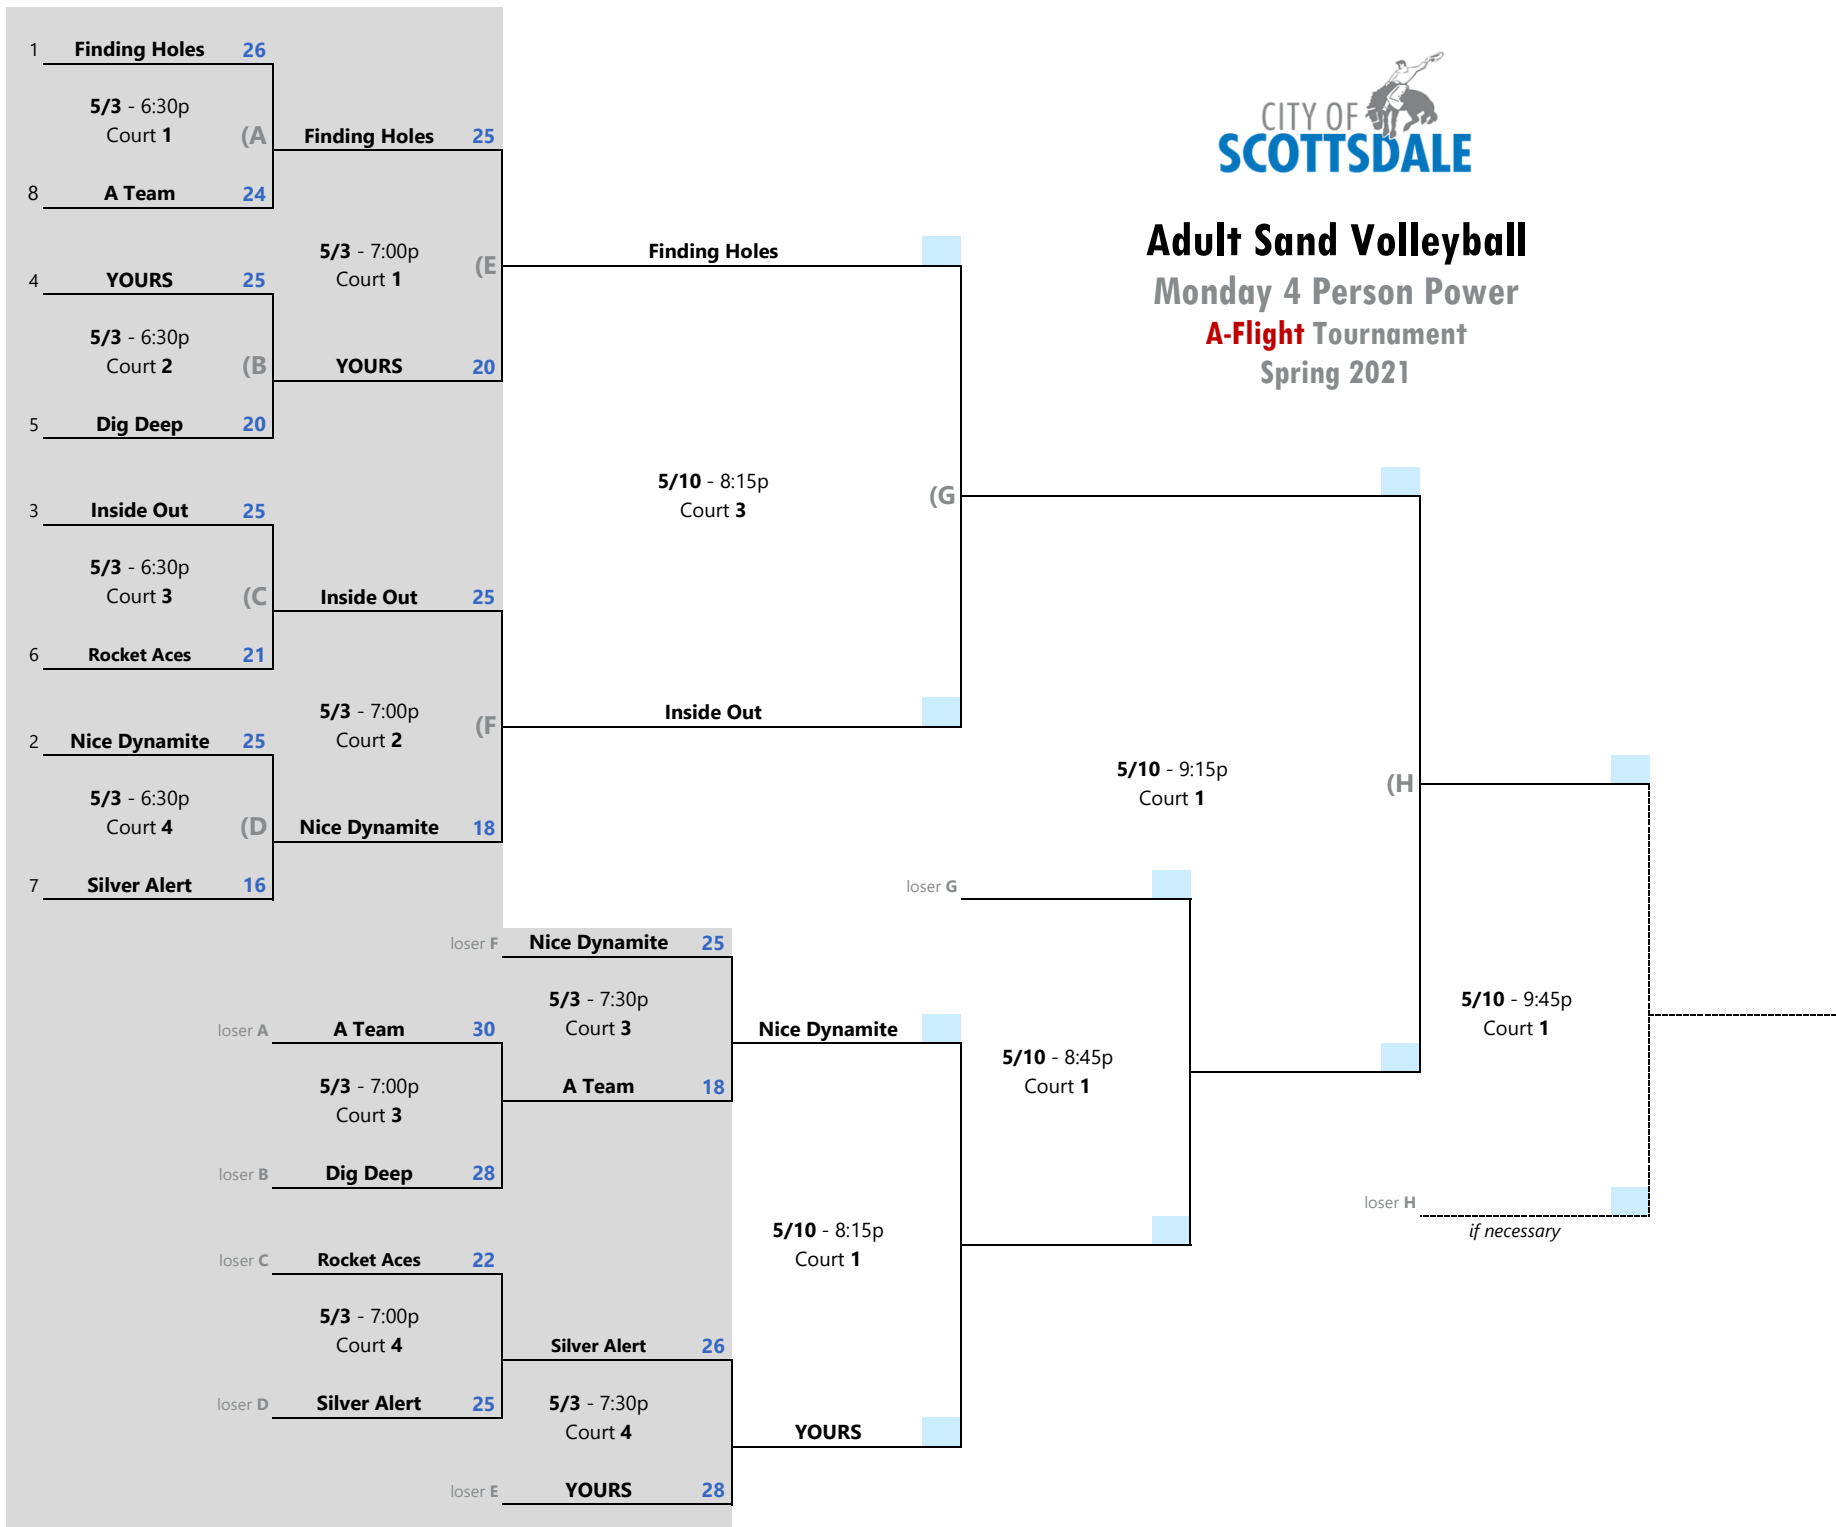 1 Finding Holes 26
5/3 - 6:30p
Court 1 (A
8 A Team 24
4 YOURS 25
5/3 - 6:30p
Court 2 (B
5 Dig Deep 20
3 Inside Out 25
5/3 - 6:30p
Court 3 (C
6 Rocket Aces 21
2 Nice Dynamite 25
5/3 - 6:30p
Court 4 (D
7 Silver Alert 16
Finding Holes 25
5/3 - 7:00p
Court 1 (E
YOURS 20
Inside Out 25
5/3 - 7:00p
Court 2 (F
Nice Dynamite 18
Finding Holes
5/10 - 8:15p
Court 3 (G
Inside Out
CITY OF
SCOTTSDALE
Adult Sand Volleyball
Monday 4 Person Power
A-Flight Tournament
Spring 2021
5/10 - 9:15p
Court 1 (H
loser G
loser F Nice Dynamite 25
5/3 - 7:30p
Court 3
A Team 18
loser A A Team 30
5/3 - 7:00p
Court 3
loser B Dig Deep 28
loser C Rocket Aces 22
5/3 - 7:00p
Court 4
loser D Silver Alert 25
Silver Alert 26
5/3 - 7:30p
Court 4
loser E YOURS 28
Nice Dynamite
5/10 - 8:15p
Court 1
YOURS
5/10 - 8:45p
Court 1
5/10 - 9:45p
Court 1
loser H
if necessary